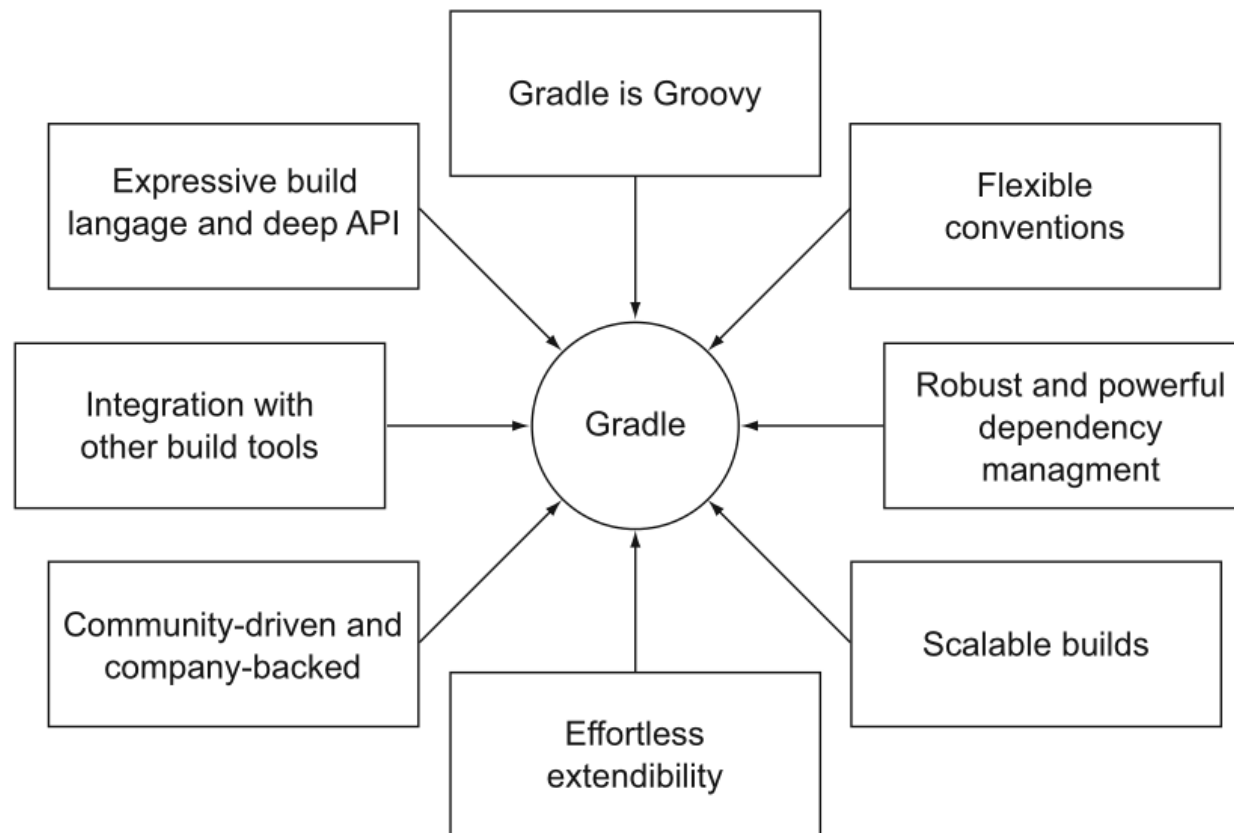 Gradle is Groovy
Expressive build
langage and deep API
Flexible
conventions
Integration with
other build tools
Gradle
Robust and powerful
dependency
managment
Community-driven and
company-backed
Scalable builds
Effortless
extendibility